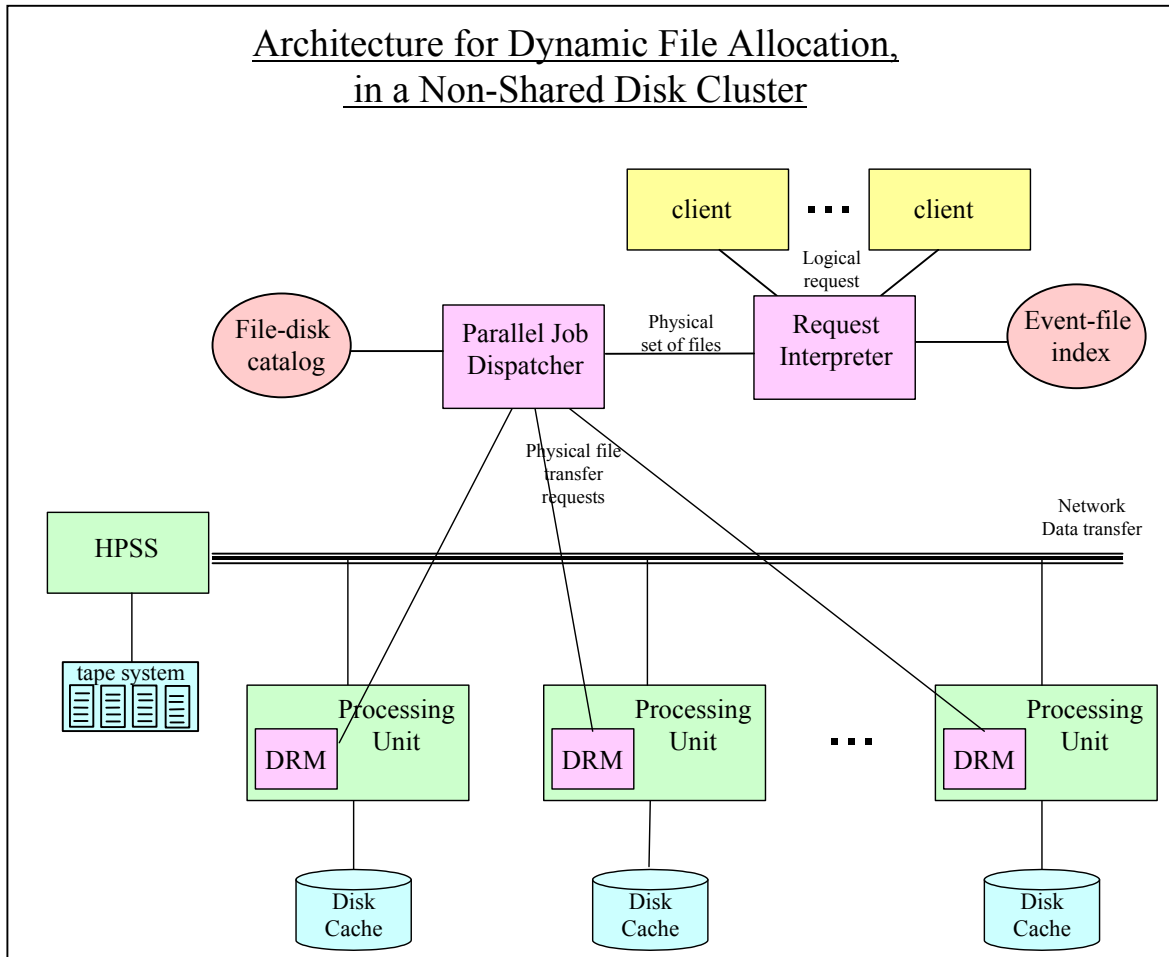 Architecture for Dynamic File Allocation,
in a Non-Shared Disk Cluster
client
client
Logical
request
File-disk
catalog
Parallel Job
Dispatcher
Physical
set of files
Request
Interpreter
Event-file
index
Physical file
transfer
requests
Network
Data transfer
HPSS
tape system
Processing
Unit
DRM
Processing
Unit
DRM
Processing
Unit
DRM
Disk
Cache
Disk
Cache
Disk
Cache